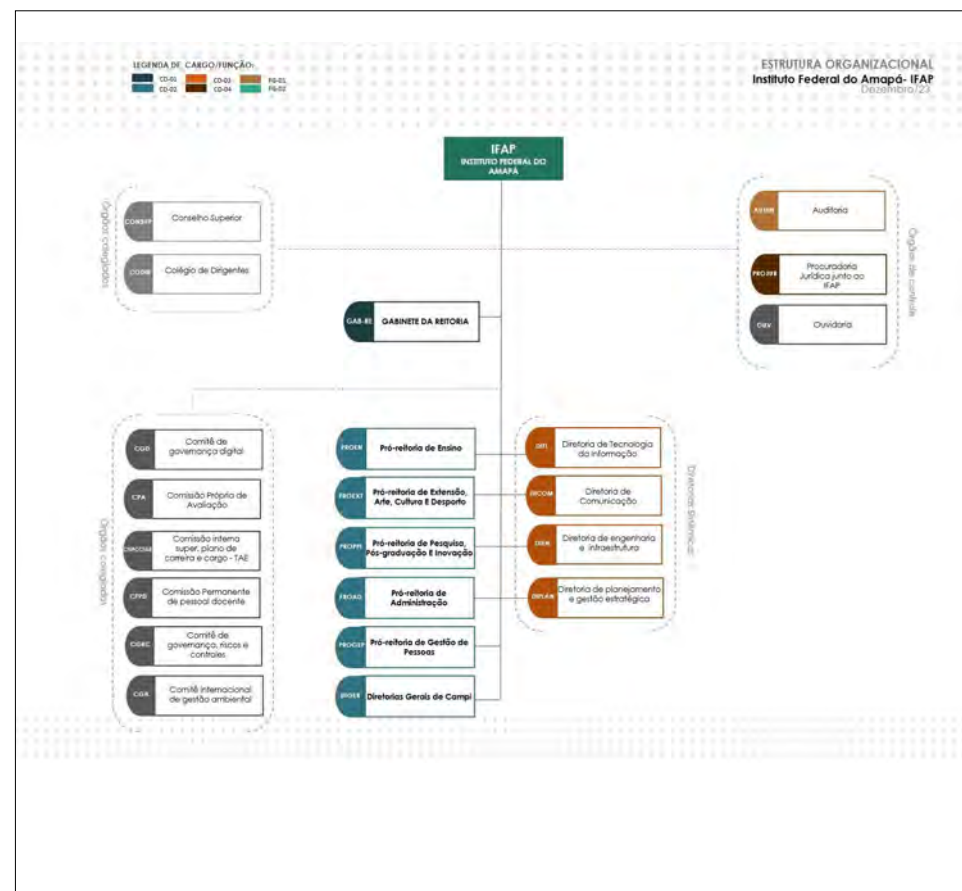 LEGENDA DE CARGO/FUNÇÃO:
CD-01 CD-03 FG-01
CD-02 CD-04 FG-02
ESTRUTURA ORGANIZACIONAL
Instituto Federal do Amapá- IFAP
Dezembro/23
IFAP
INSTITUTO FEDERAL DO
AMAPÁ
Órgãos colegiados
CONSUP
Conselho Superior
CODIR
Colégio de Dirigentes
AUDIN
Auditoria
PROJUR
Procuradoria
Jurídica junto ao
IFAP
OUV
Ouvidoria
Órgãos de controle
GAB-RE
GABINETE DA REITORIA
Órgãos colegiados
CGD
Comitê de
governança digital
CPA
Comissão Própria de
Avaliação
Comissão interna
super. plano de
carreira e cargo - TAE
CPPD
Comissão Permanente
de pessoal docente
CGRC
Comitê de
governança, riscos e
controles
CGA
Comitê internacional
de gestão ambiental
PROEN
Pró-reitoria de Ensino
PROEXT
Pró-reitoria de Extensão,
Arte, Cultura E Desporto
PROPPI
Pró-reitoria de Pesquisa,
Pós-graduação E Inovação
PROAD
Pró-reitoria de
Administração
PROGEP
Pró-reitoria de Gestão de
Pessoas
Diretorias Gerais de Campi
DITI
Diretoria de Tecnologia
da Informação
DICOM
Diretoria de
Comunicação
DIEN
Diretoria de engenharia
e infraestrutura
DIPLAN
Diretoria de planejamento
e gestão estratégica
Diretorias Sistêmicas